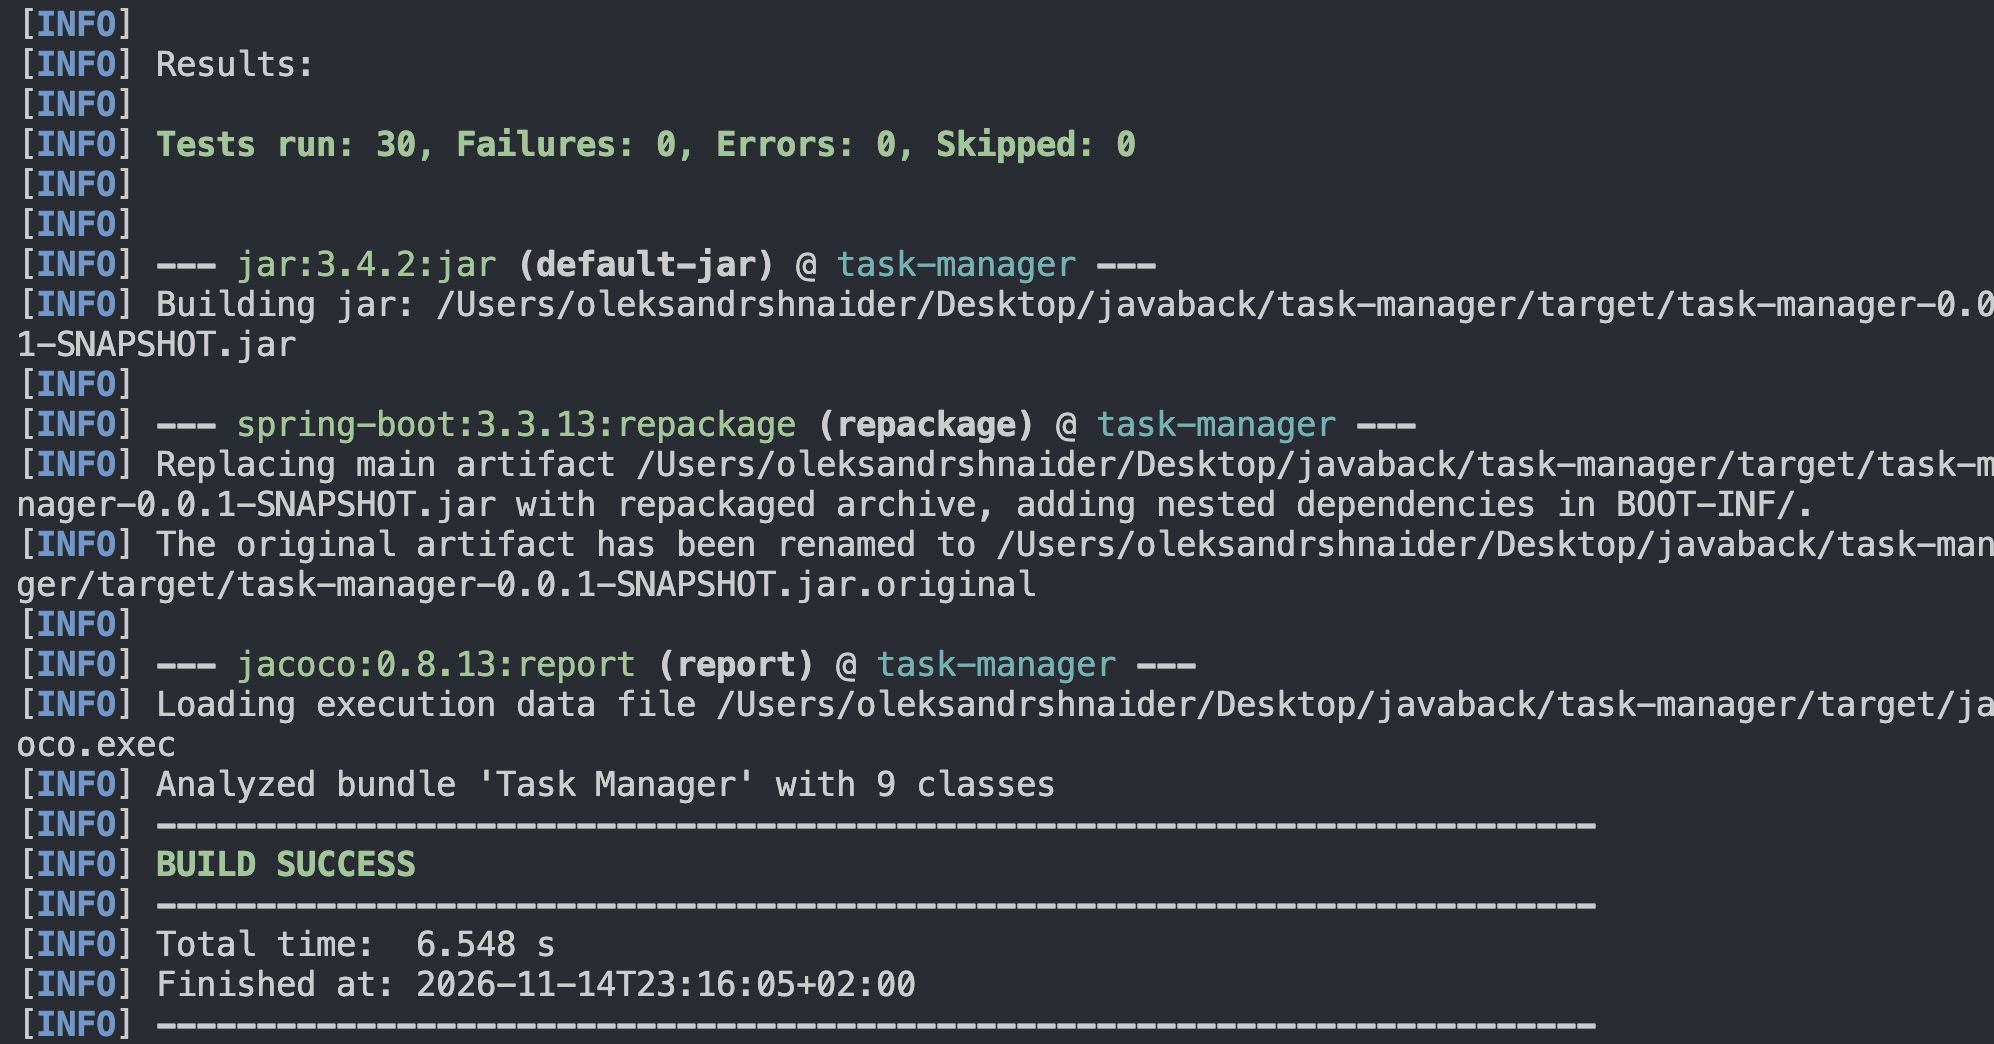 [INFO]
[INFO] Results:
[INFO]
[INFO] Tests run: 30, Failures: 0, Errors: 0, Skipped: 0
[INFO]
[INFO]
[INFO] --- jar:3.4.2:jar (default-jar) @ task-manager ---
[INFO] Building jar: /Users/oleksandrshnaider/Desktop/javaback/task-manager/target/task-manager-0.0
1-SNAPSHOT.jar
[INFO]
[INFO] --- spring-boot:3.3.13:repackage (repackage) @ task-manager ---
[INFO] Replacing main artifact /Users/oleksandrshnaider/Desktop/javaback/task-manager/target/task-m
nager-0.0.1-SNAPSHOT.jar with repackaged archive, adding nested dependencies in BOOT-INF/.
[INFO] The original artifact has been renamed to /Users/oleksandrshnaider/Desktop/javaback/task-man
ger/target/task-manager-0.0.1-SNAPSHOT.jar.original
[INFO]
[INFO] --- jacoco:0.8.13:report (report) @ task-manager ---
[INFO] Loading execution data file /Users/oleksandrshnaider/Desktop/javaback/task-manager/target/ja
oco.exec
[INFO] Analyzed bundle 'Task Manager' with 9 classes
[INFO] ------------------------------------------------------------------------
[INFO] BUILD SUCCESS
[INFO] ------------------------------------------------------------------------
[INFO] Total time:  6.548 s
[INFO] Finished at: 2026-11-14T23:16:05+02:00
[INFO] ------------------------------------------------------------------------